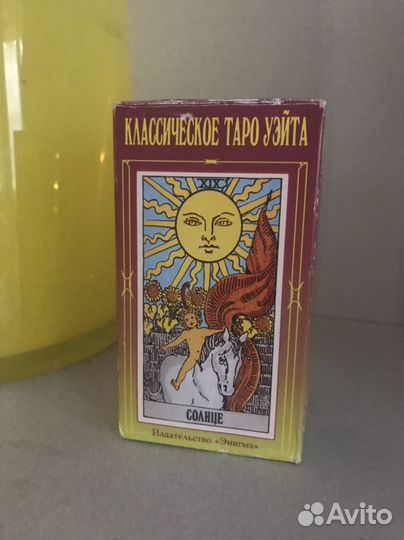 КЛАССИЧЕСКОЕ ТАРО УЭЙТА
XIX
СОЛНЦЕ
Издательство «Энигма»
Avito